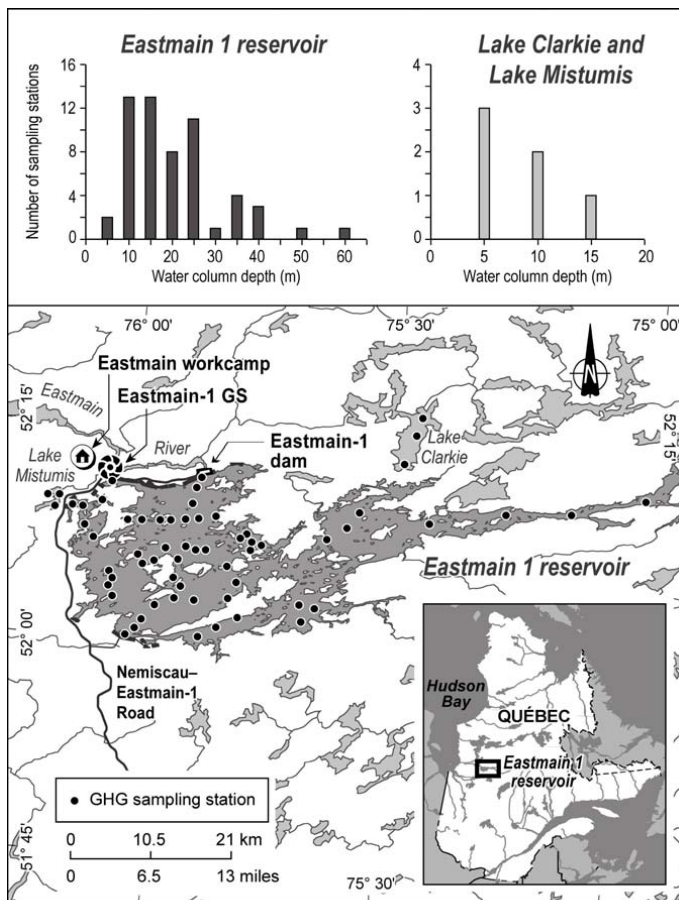 Eastmain 1 reservoir
Lake Clarkie and
Lake Mistumis
Number of sampling stations
16
12
8
4
0
0 10 20 30 40 50 60
Water column depth (m)
4
3
2
1
0
0 5 10 15 20
Water column depth (m)
76° 00'
75° 30'
75° 00'
52° 15'
52° 00'
51° 45'
52° 15'
75° 30'
N
Eastmain workcamp
Eastmain-1 GS
Eastmain
River
Eastmain-1
dam
Lake
Mistumis
Lake
Clarkie
Eastmain 1 reservoir
Nemiscau–
Eastmain-1
Road
GHG sampling station
0 10.5 21 km
0 6.5 13 miles
Hudson
Bay
QUÉBEC
Eastmain 1
reservoir